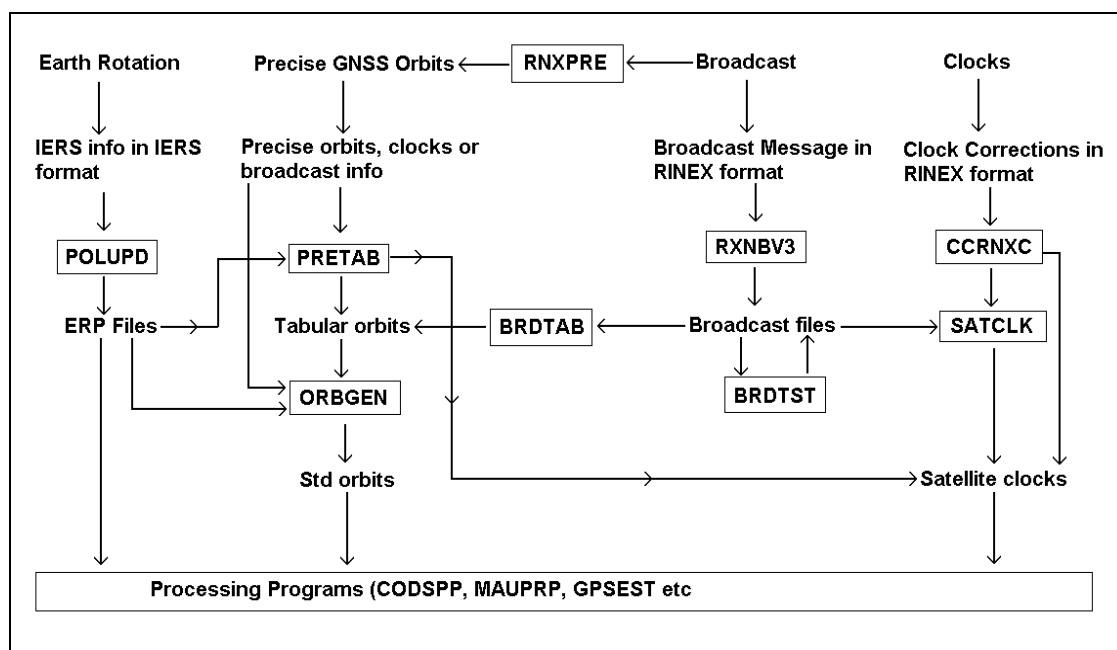 Earth Rotation
Precise GNSS Orbits
RNXPRE
Broadcast
Clocks
IERS info in IERS
format
Precise orbits, clocks or
broadcast info
Broadcast Message in
RINEX format
Clock Corrections in
RINEX format
POLUPD
PRETAB
RXNBV3
CCRNXC
ERP Files
Tabular orbits
BRDTAB
Broadcast files
SATCLK
ORBGEN
BRDTST
Std orbits
Satellite clocks
Processing Programs (CODSPP, MAUPRP, GPSEST etc